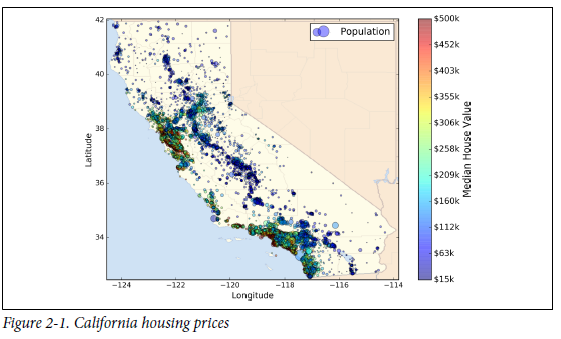 42
40
38
36
34
Latitude
−124
−122
−120
−118
−116
−114
Longitude
Population
$500k
$452k
$403k
$355k
$306k
$258k
$209k
$160k
$112k
$63k
$15k
Median House Value
Figure 2-1. California housing prices